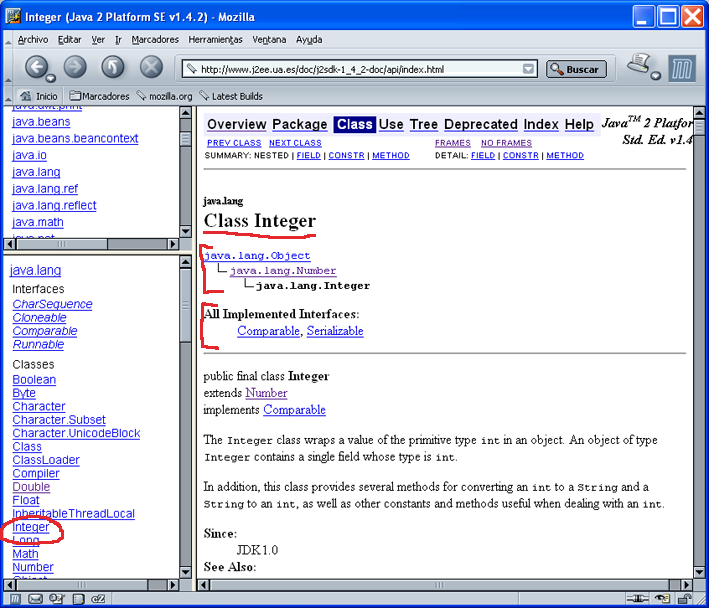 Integer (Java 2 Platform SE v1.4.2) - Mozilla
Archivo Editar Ver Ir Marcadores Herramientas Ventana Ayuda
http://www.j2ee.ua.es/doc/j2sdk-1_4_2-doc/api/index.html Buscar
Inicio Marcadores mozilla.org Latest Builds
java.awt.print
java.beans
java.beans.beancontext
java.io
java.lang
java.lang.ref
java.lang.reflect
java.math
java.net
java.lang
Interfaces
CharSequence
Cloneable
Comparable
Runnable
Classes
Boolean
Byte
Character
Character.Subset
Character.UnicodeBlock
Class
ClassLoader
Compiler
Double
Float
InheritableThreadLocal
Integer
Long
Math
Number
Object
Overview Package Class Use Tree Deprecated Index Help
Java™ 2 Platfor
Std. Ed. v1.4
PREV CLASS NEXT CLASS FRAMES NO FRAMES
SUMMARY: NESTED | FIELD | CONSTR | METHOD DETAIL: FIELD | CONSTR | METHOD
java.lang
Class Integer
java.lang.Object
java.lang.Number
java.lang.Integer
All Implemented Interfaces:
Comparable, Serializable
public final class Integer
extends Number
implements Comparable
The Integer class wraps a value of the primitive type int in an object. An object of type
Integer contains a single field whose type is int.
In addition, this class provides several methods for converting an int to a String and a
String to an int, as well as other constants and methods useful when dealing with an int.
Since:
JDK1.0
See Also: